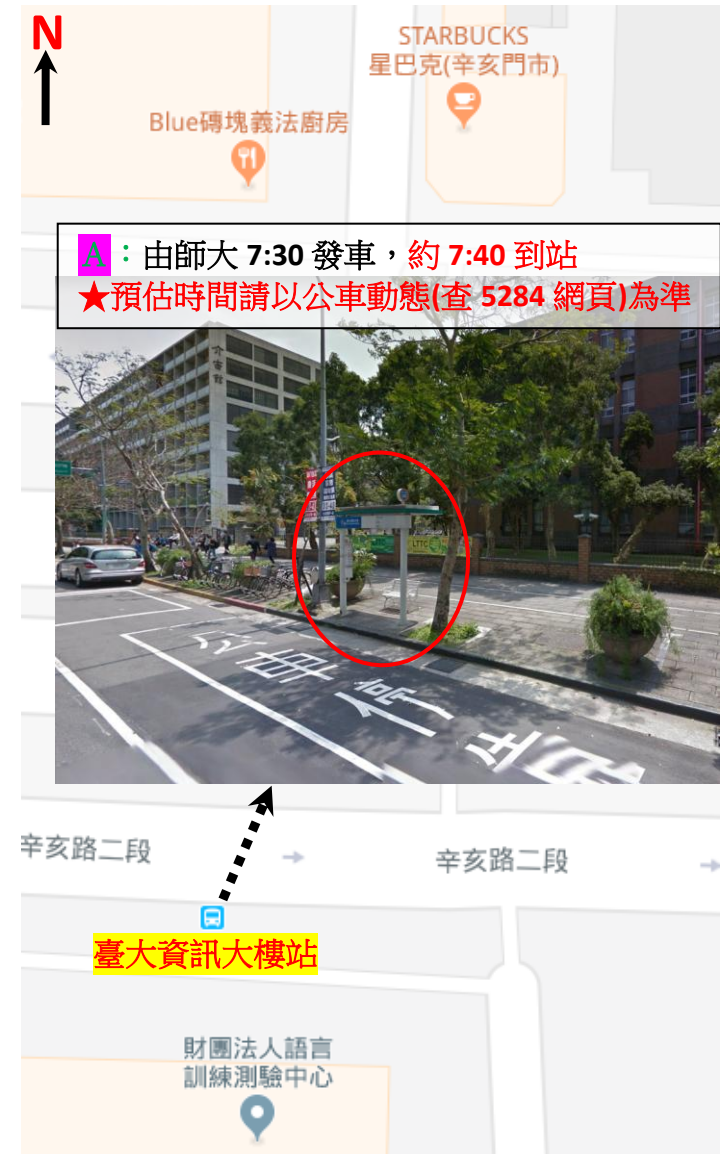 N
STARBUCKS
星巴克(辛亥門市)
Blue磚塊義法廚房
A：由師大 7:30 發車，約 7:40 到站
★預估時間請以公車動態(查 5284 網頁)為準
LTTC
辛亥路二段
辛亥路二段
臺大資訊大樓站
財團法人語言
訓練測驗中心